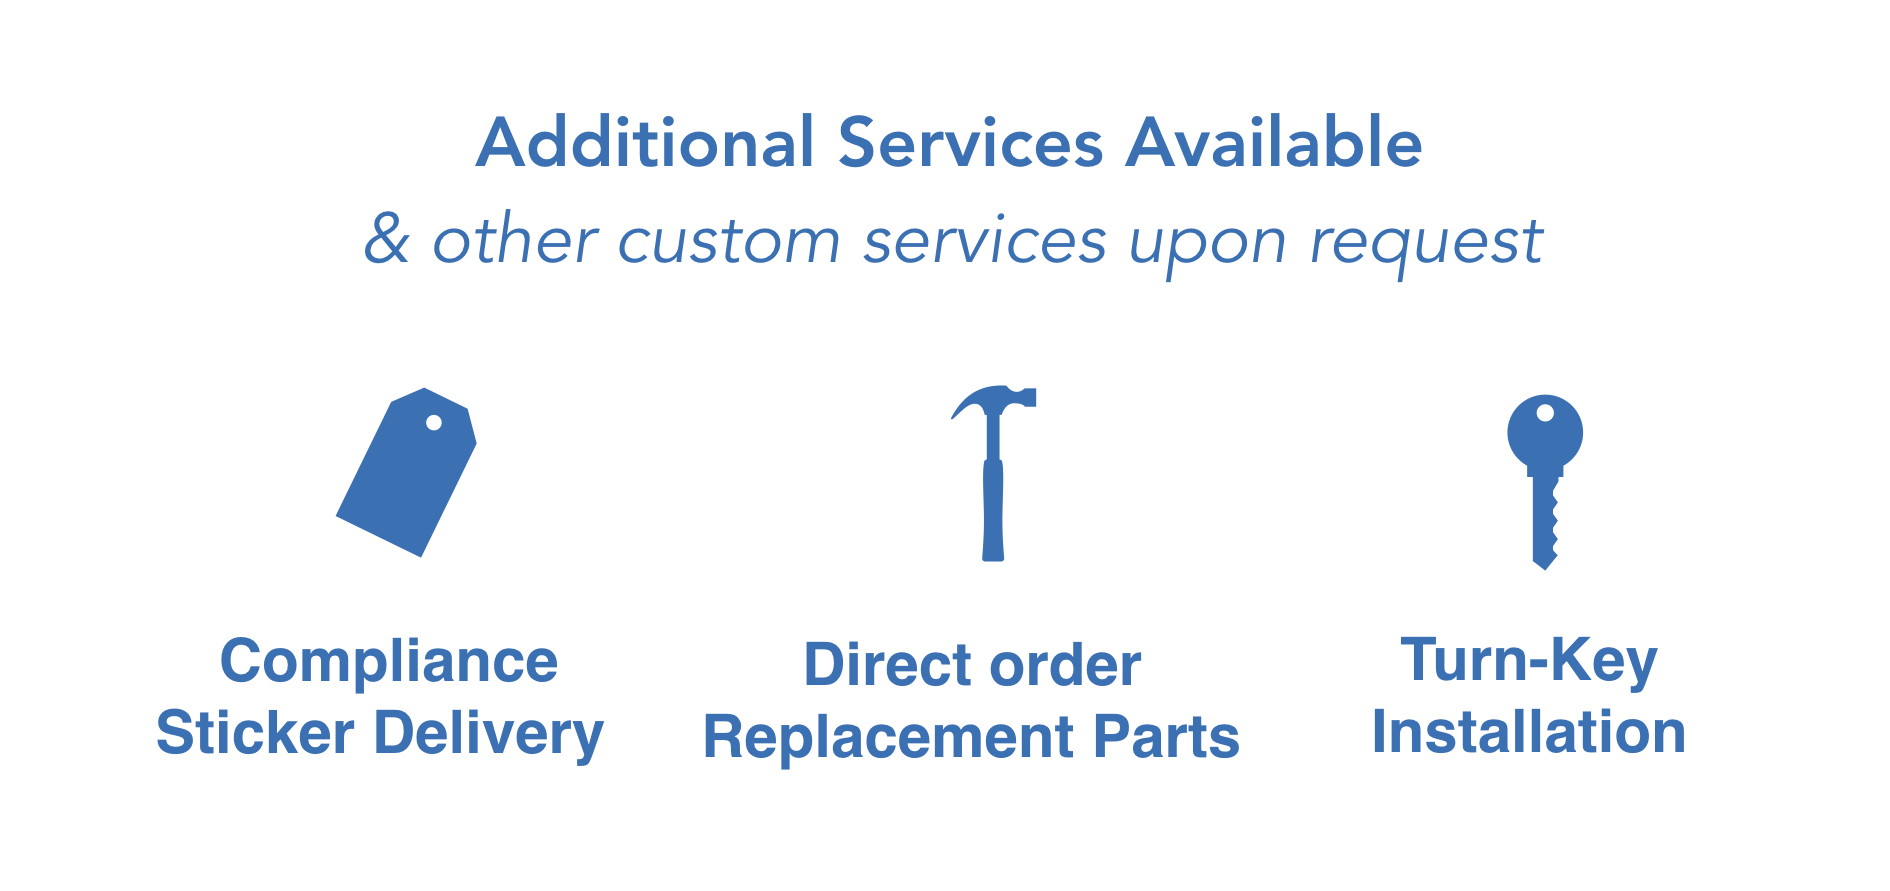 Additional Services Available
& other custom services upon request
Compliance
Sticker Delivery
Direct order
Replacement Parts
Turn-Key
Installation